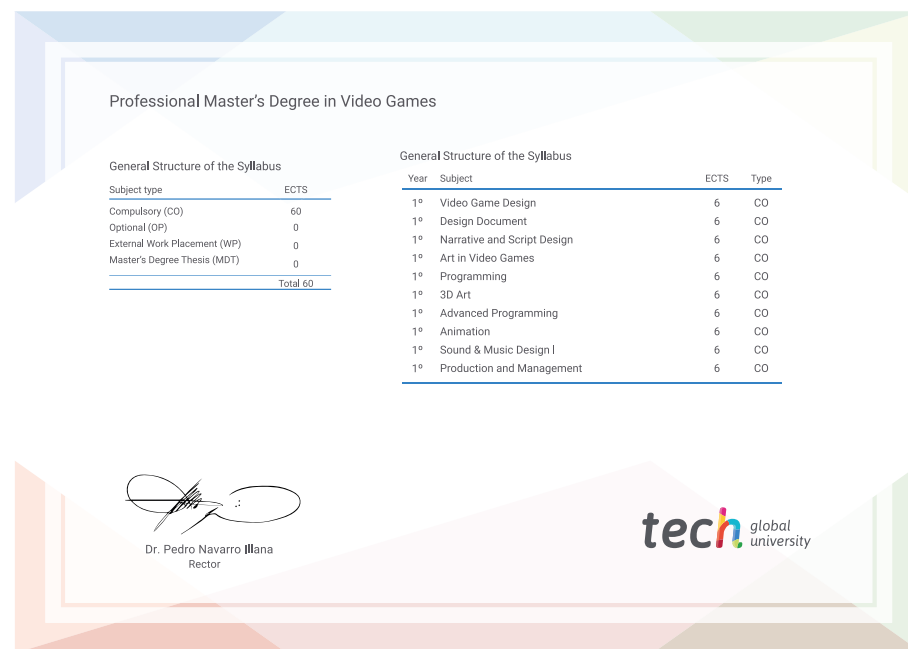 Professional Master's Degree in Video Games
General Structure of the Syllabus
Subject type ECTS
Compulsory (CO) 60
Optional (OP) 0
External Work Placement (WP) 0
Master's Degree Thesis (MDT) 0
Total 60
General Structure of the Syllabus
Year Subject ECTS Type
1º Video Game Design 6 CO
1º Design Document 6 CO
1º Narrative and Script Design 6 CO
1º Art in Video Games 6 CO
1º Programming 6 CO
1º 3D Art 6 CO
1º Advanced Programming 6 CO
1º Animation 6 CO
1º Sound & Music Design l 6 CO
1º Production and Management 6 CO
Dr. Pedro Navarro Illana
Rector
tech global
university